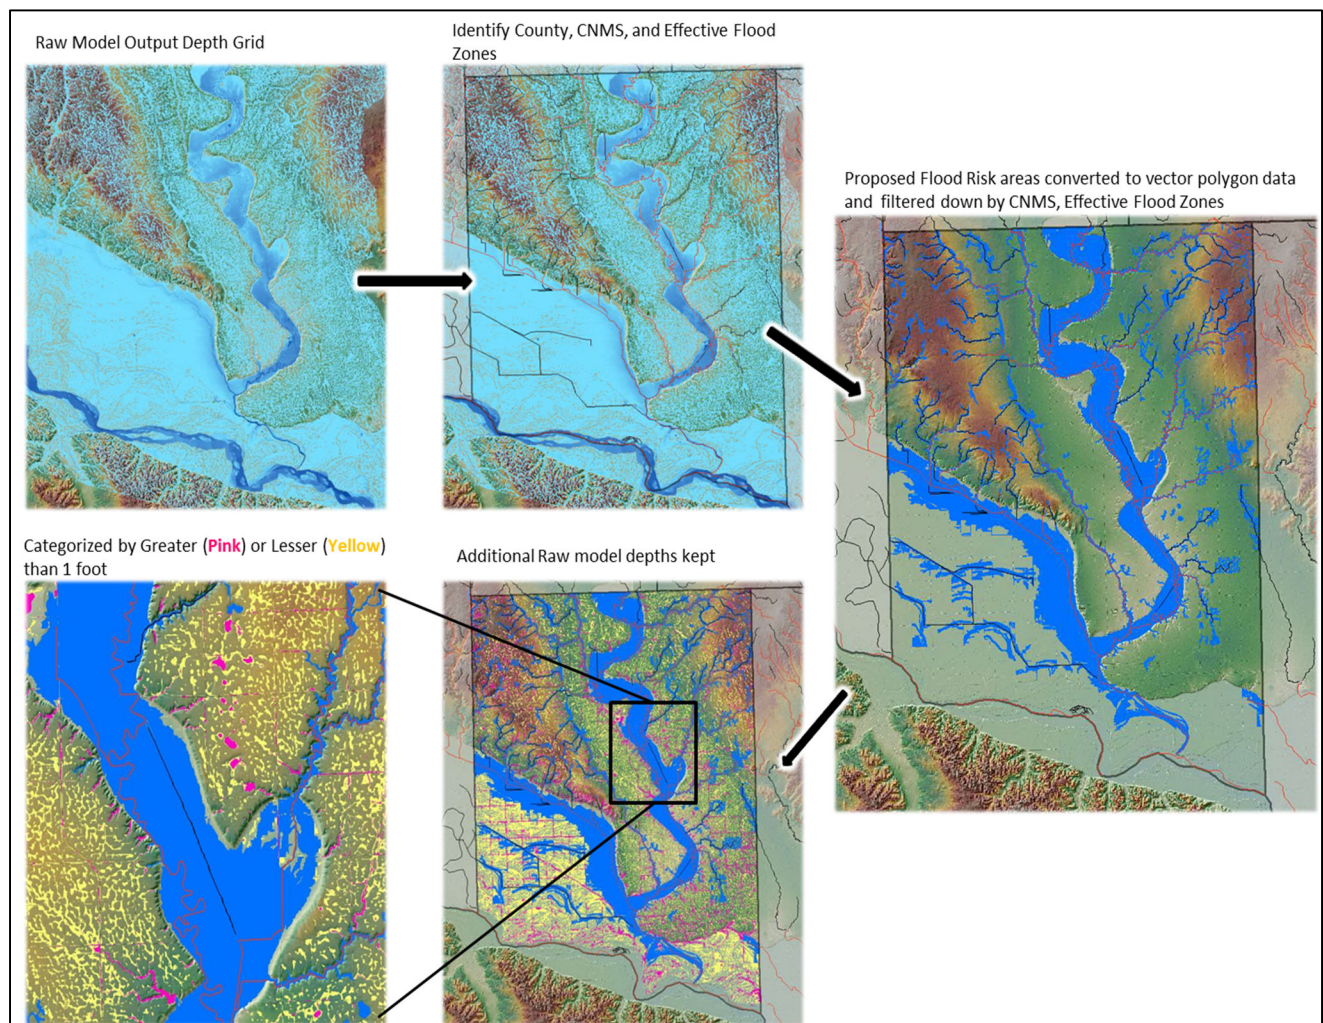 Raw Model Output Depth Grid
Identify County, CNMS, and Effective Flood
Zones
Proposed Flood Risk areas converted to vector polygon data
and filtered down by CNMS, Effective Flood Zones
Categorized by Greater (Pink) or Lesser (Yellow)
than 1 foot
Additional Raw model depths kept